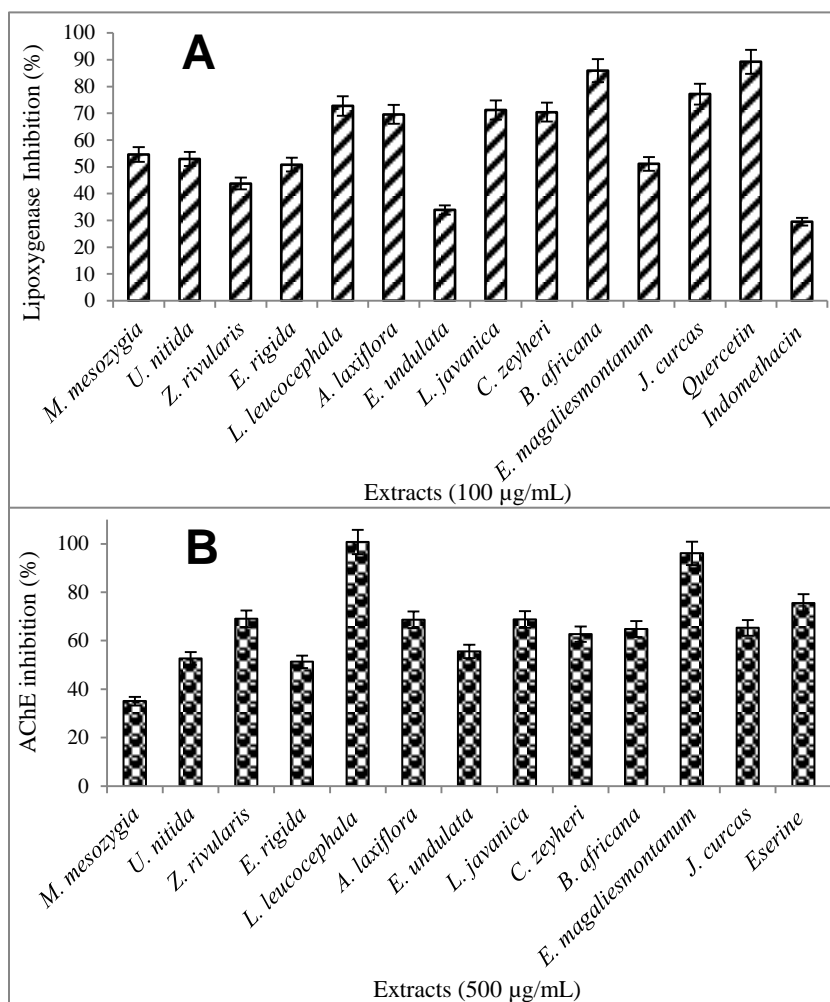 A
Lipoxygenase Inhibition (%)
100
90
80
70
60
50
40
30
20
10
0
M. mesozygia
U. nitida
Z. rivularis
E. rigida
L. leucocephala
A. laxiflora
E. undulata
L. javanica
C. zeyheri
B. africana
E. magaliesmontanum
J. curcas
Quercetin
Indomethacin
Extracts (100 µg/mL)
B
AChE inhibition (%)
100
80
60
40
20
0
M. mesozygia
U. nitida
Z. rivularis
E. rigida
L. leucocephala
A. laxiflora
E. undulata
L. javanica
C. zeyheri
B. africana
E. magaliesmontanum
J. curcas
Eserine
Extracts (500 µg/mL)